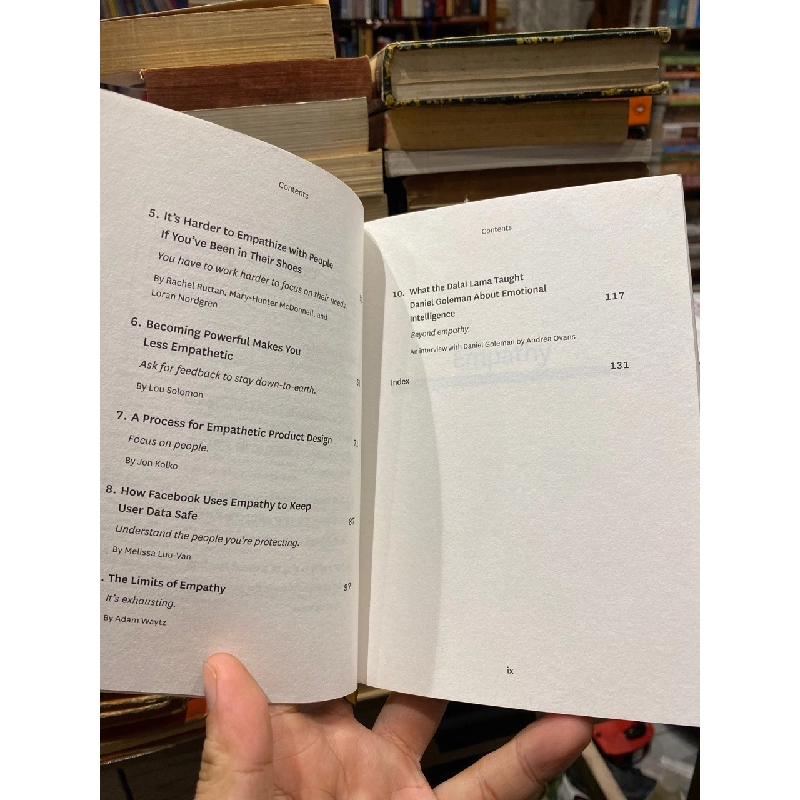 Contents
5. It's Harder to Empathize with People
If You've Been in Their Shoes
You have to work harder to focus on their needs.
By Rachel Ruttan, Mary-Hunter McDonnell, and
Loran Nordgren
6. Becoming Powerful Makes You
Less Empathetic
Ask for feedback to stay down-to-earth.
By Lou Solomon
7. A Process for Empathetic Product Design
Focus on people.
By Jon Kolko
8. How Facebook Uses Empathy to Keep
User Data Safe
87
Understand the people you're protecting.
By Melissa Luu-Van
. The Limits of Empathy
97
It's exhausting.
By Adam Waytz
Contents
10. What the Dalai Lama Taught
Daniel Goleman About Emotional
Intelligence
117
Beyond empathy.
An interview with Daniel Goleman by Andrea Ovans
Index
131
ix